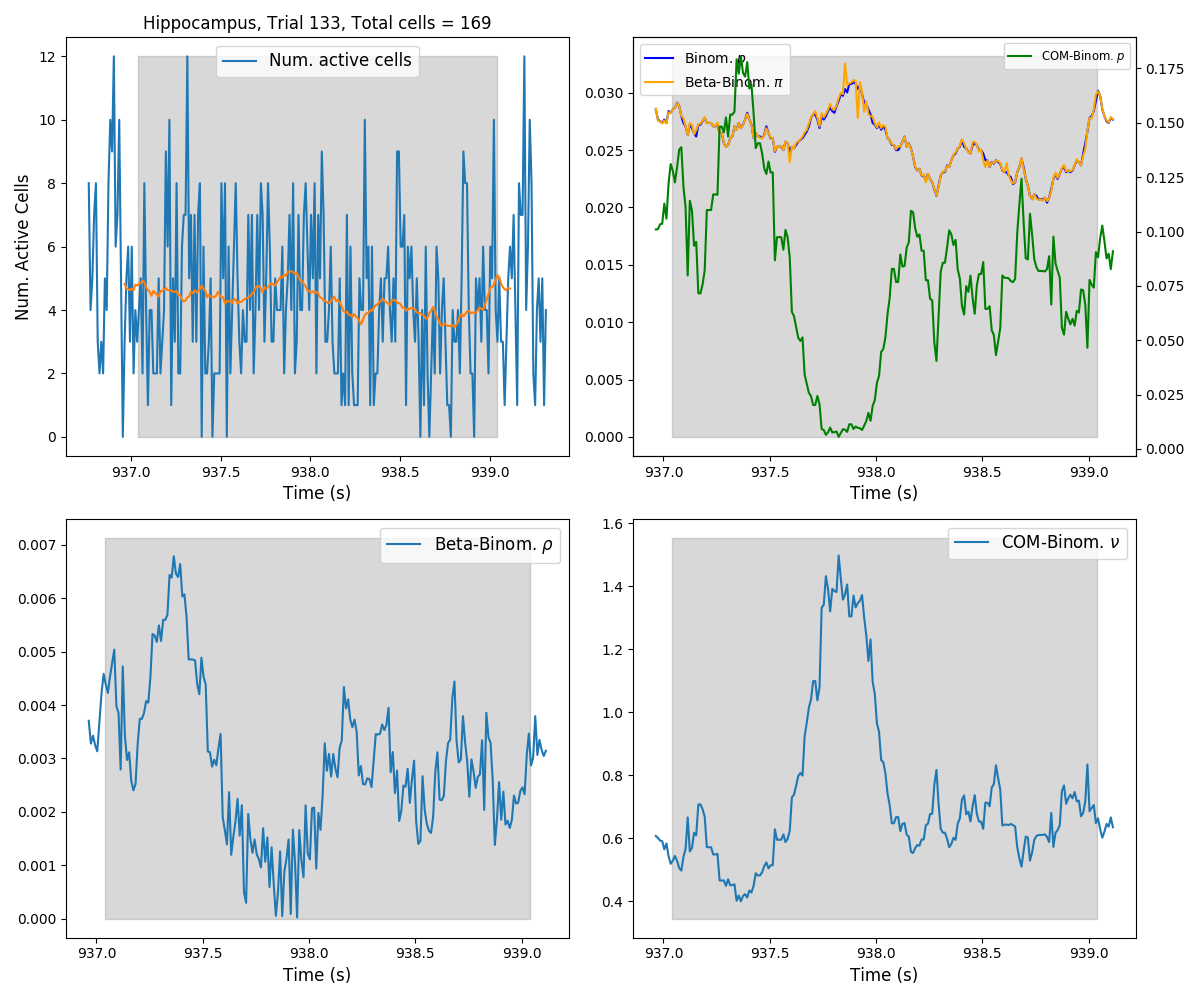 Hippocampus, Trial 133, Total cells = 169
Num. Active Cells
12
10
8
6
4
2
0
Num. active cells
937.0 937.5 938.0 938.5 939.0
Time (s)
0.030
0.025
0.020
0.015
0.010
0.005
0.000
Binom. p
Beta-Binom. π
COM-Binom. p
0.175
0.150
0.125
0.100
0.075
0.050
0.025
0.000
937.0 937.5 938.0 938.5 939.0
Time (s)
0.007
0.006
0.005
0.004
0.003
0.002
0.001
0.000
Beta-Binom. ρ
937.0 937.5 938.0 938.5 939.0
Time (s)
1.6
1.4
1.2
1.0
0.8
0.6
0.4
COM-Binom. ν
937.0 937.5 938.0 938.5 939.0
Time (s)